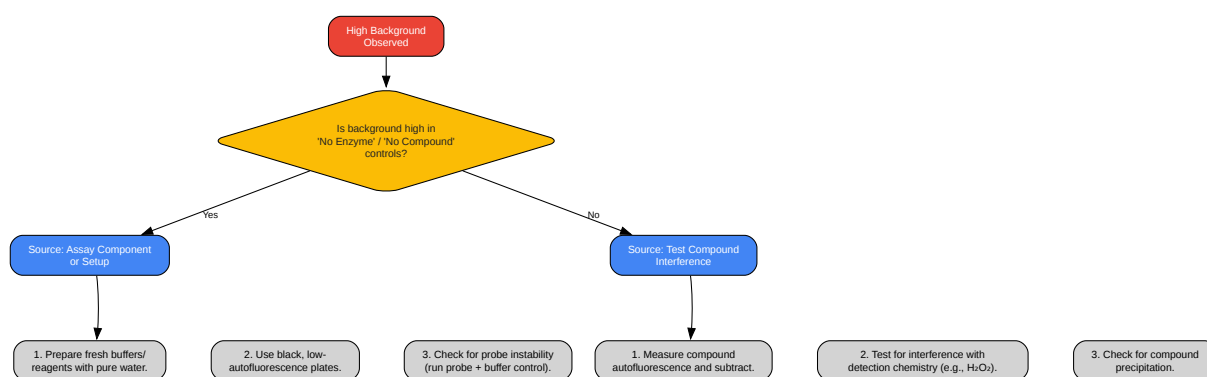 High Background
Observed
Is background high in
'No Enzyme' / 'No Compound'
controls?
Yes
No
Source: Assay Component
or Setup
Source: Test Compound
Interference
1. Prepare fresh buffers/
reagents with pure water.
2. Use black, low-
autofluorescence plates.
3. Check for probe instability
(run probe + buffer control).
1. Measure compound
autofluorescence and subtract.
2. Test for interference with
detection chemistry (e.g., H₂O₂).
3. Check for compound
precipitation.